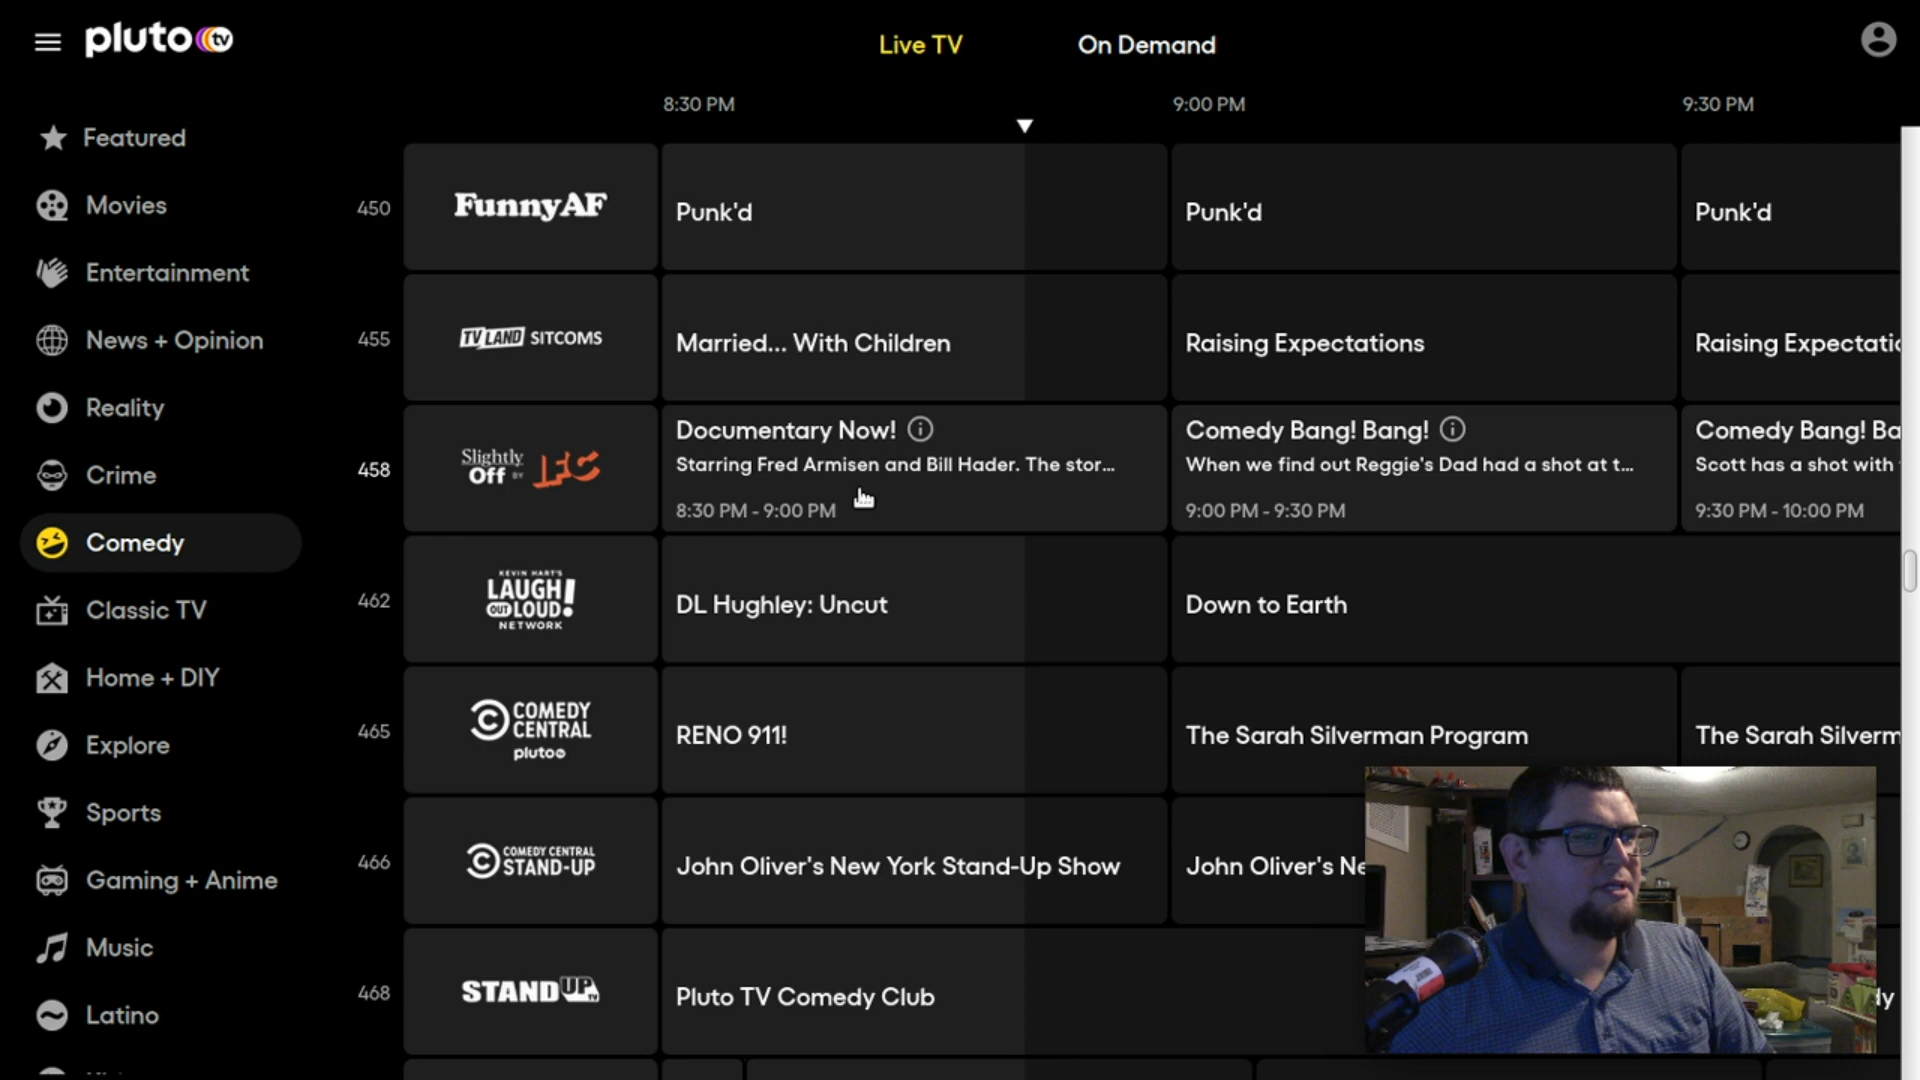 pluto tv
Live TV
On Demand
8:30 PM
9:00 PM
9:30 PM
Featured
Movies
Entertainment
News + Opinion
Reality
Crime
Comedy
Classic TV
Home + DIY
Explore
Sports
Gaming + Anime
Music
Latino
450
FunnyAF
Punk'd
Punk'd
Punk'd
455
TV LAND SITCOMS
Married... With Children
Raising Expectations
Raising Expectatio
458
Slightly
Off BY IFC
Documentary Now!
Starring Fred Armisen and Bill Hader. The stor...
8:30 PM - 9:00 PM
Comedy Bang! Bang!
When we find out Reggie's Dad had a shot at t...
9:00 PM - 9:30 PM
Comedy Bang! Ba
Scott has a shot with
9:30 PM - 10:00 PM
462
KEVIN HART'S
LAUGH
OUT LOUD!
NETWORK
DL Hughley: Uncut
Down to Earth
465
COMEDY
CENTRAL
pluto tv
RENO 911!
The Sarah Silverman Program
The Sarah Silverm
466
COMEDY CENTRAL
STAND-UP
John Oliver's New York Stand-Up Show
John Oliver's Ne
468
STAND UP TV
Pluto TV Comedy Club
dy